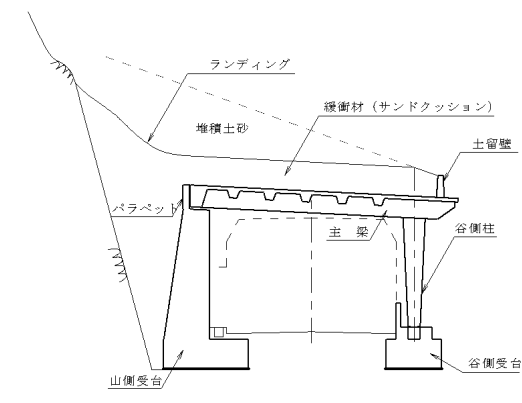 ランディング
緩衝材（サンドクッション）
堆積土砂
土留壁
パラペット
主 梁
谷側柱
谷側受台
山側受台